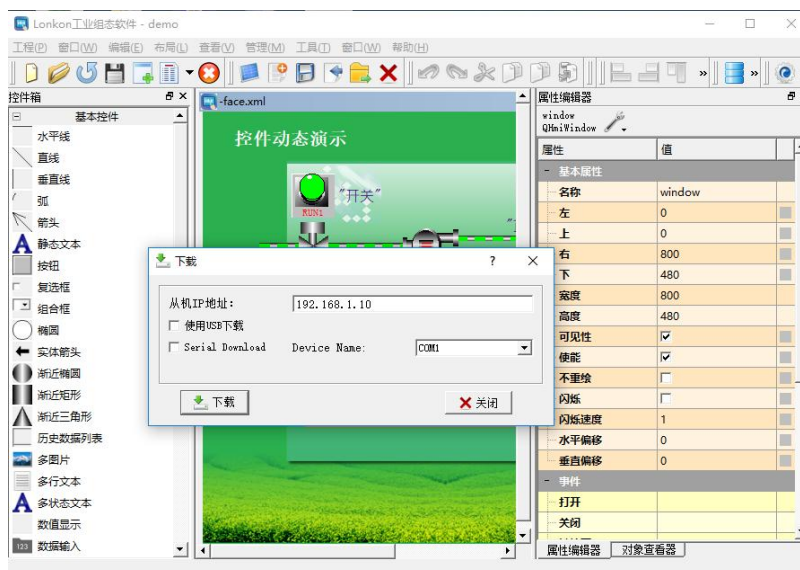 Lonkon工业组态软件 - demo
工程(P) 窗口(W) 编辑(E) 布局(L) 查看(V) 管理(M) 工具(T) 窗口(W) 帮助(H)
控件箱
基本控件
水平线
直线
垂直线
弧
箭头
静态文本
按钮
复选框
组合框
椭圆
实体箭头
渐近椭圆
渐近矩形
渐近三角形
历史数据列表
多图片
多行文本
多状态文本
数值显示
123 数据输入
-face.xml
控件动态演示
"开关"
RUN1
下载
从机IP地址: 192.168.1.10
使用USB下载
Serial Download Device Name: COM1
下载 关闭
属性编辑器
window
QHmiWindow
属性 值
基本属性
名称 window
左 0
上 0
右 800
下 480
宽度 800
高度 480
可见性
使能
不重绘
闪烁
闪烁速度 1
水平偏移 0
垂直偏移 0
事件
打开
关闭
属性编辑器 对象查看器